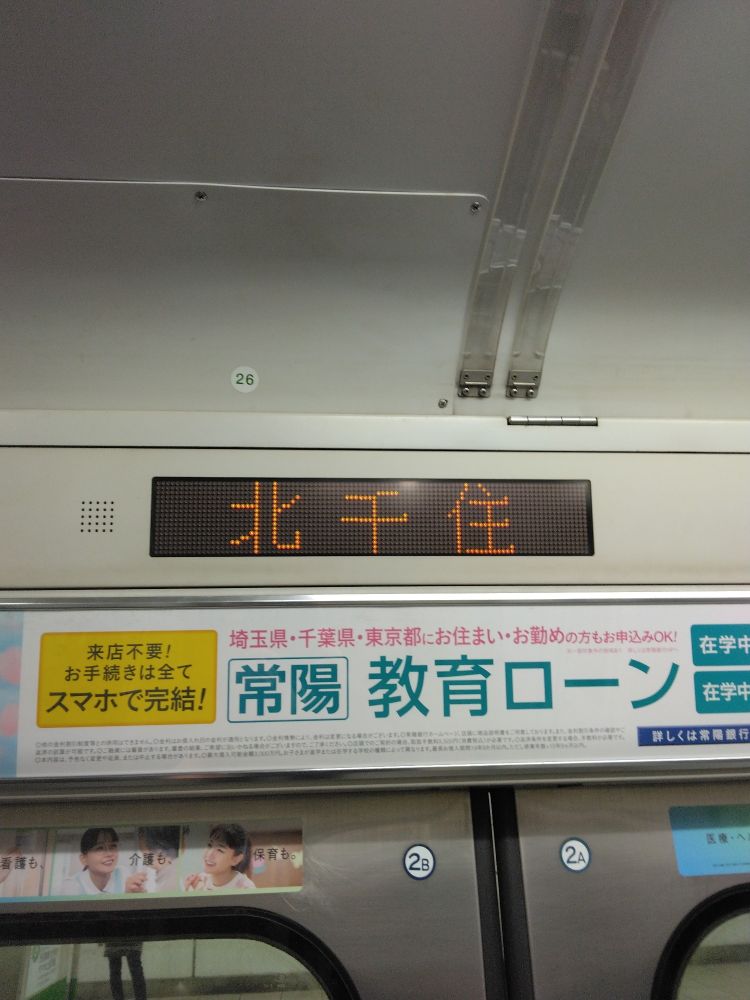 26
北千住
来店不要!
お手続きは全て
スマホで完結!
埼玉県・千葉県・東京都にお住まい・お勤めの方もお申込みOK!
常陽 教育ローン
在学中
在学中
詳しくは常陽銀行
看護も、
介護も、
保育も。
2B
2A
医療・ヘル